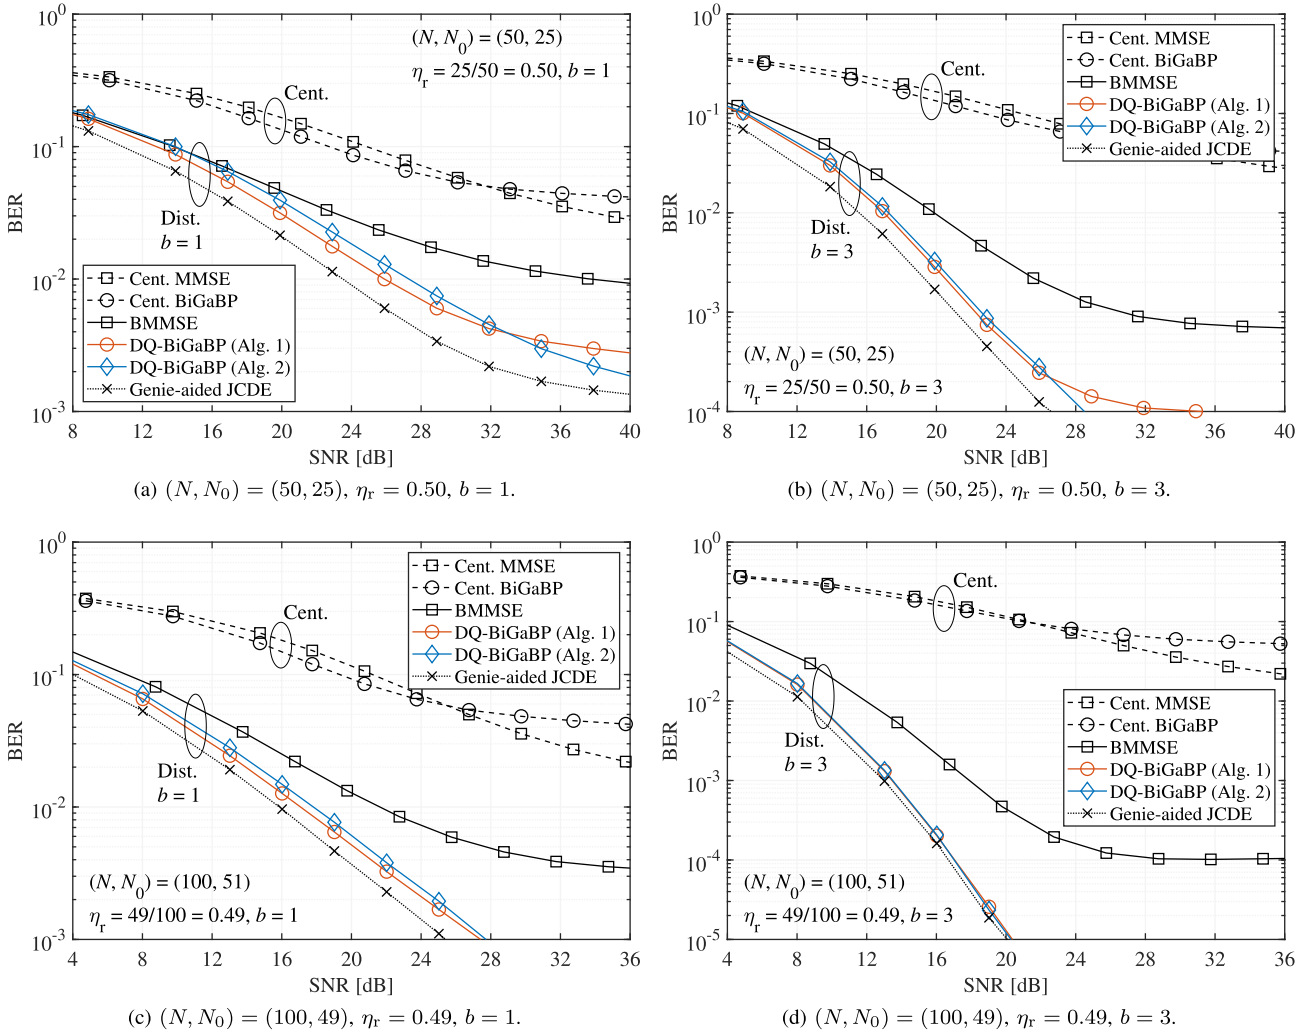 10^0
10^-1
10^-2
10^-3
BER
8 12 16 20 24 28 32 36 40
SNR [dB]
(N, N_0) = (50, 25)
η_r = 25/50 = 0.50, b = 1
Cent.
Dist.
b = 1
Cent. MMSE
Cent. BiGaBP
BMMSE
DQ-BiGaBP (Alg. 1)
DQ-BiGaBP (Alg. 2)
Genie-aided JCDE
(a) (N, N_0) = (50, 25), η_r = 0.50, b = 1.
10^0
10^-1
10^-2
10^-3
10^-4
BER
8 12 16 20 24 28 32 36 40
SNR [dB]
Cent. MMSE
Cent. BiGaBP
BMMSE
DQ-BiGaBP (Alg. 1)
DQ-BiGaBP (Alg. 2)
Genie-aided JCDE
Cent.
Dist.
b = 3
(N, N_0) = (50, 25)
η_r = 25/50 = 0.50, b = 3
(b) (N, N_0) = (50, 25), η_r = 0.50, b = 3.
10^0
10^-1
10^-2
10^-3
BER
4 8 12 16 20 24 28 32 36
SNR [dB]
Cent. MMSE
Cent. BiGaBP
BMMSE
DQ-BiGaBP (Alg. 1)
DQ-BiGaBP (Alg. 2)
Genie-aided JCDE
Cent.
Dist.
b = 1
(N, N_0) = (100, 51)
η_r = 49/100 = 0.49, b = 1
(c) (N, N_0) = (100, 49), η_r = 0.49, b = 1.
10^0
10^-1
10^-2
10^-3
10^-4
10^-5
BER
4 8 12 16 20 24 28 32 36
SNR [dB]
Cent.
Dist.
b = 3
Cent. MMSE
Cent. BiGaBP
BMMSE
DQ-BiGaBP (Alg. 1)
DQ-BiGaBP (Alg. 2)
Genie-aided JCDE
(N, N_0) = (100, 51)
η_r = 49/100 = 0.49, b = 3
(d) (N, N_0) = (100, 49), η_r = 0.49, b = 3.